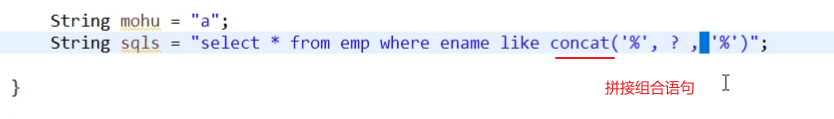 String mohu = "a";
String sqls = "select * from emp where ename like concat('%', ? , '%')";
拼接组合语句
}